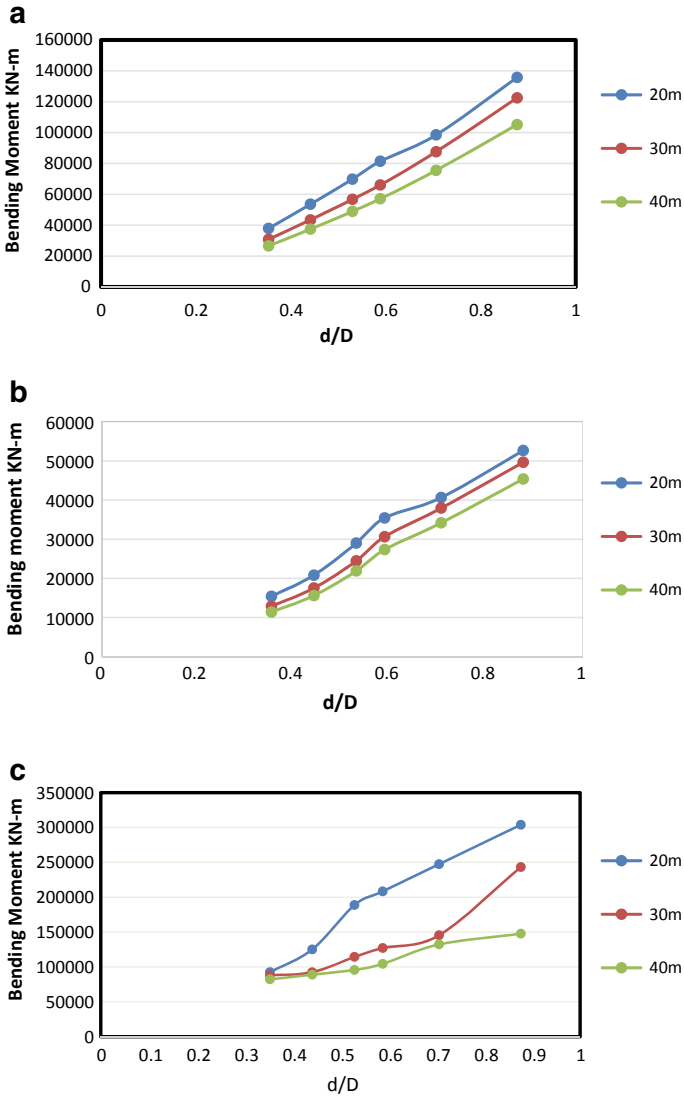 a
160000
140000
120000
100000
80000
60000
40000
20000
0
Bending Moment KN-m
0 0.2 0.4 0.6 0.8 1
d/D
20m
30m
40m
b
60000
50000
40000
30000
20000
10000
0
Bending moment KN-m
0 0.2 0.4 0.6 0.8 1
d/D
20m
30m
40m
c
350000
300000
250000
200000
150000
100000
50000
0
Bending Moment KN-m
0 0.1 0.2 0.3 0.4 0.5 0.6 0.7 0.8 0.9 1
d/D
20m
30m
40m